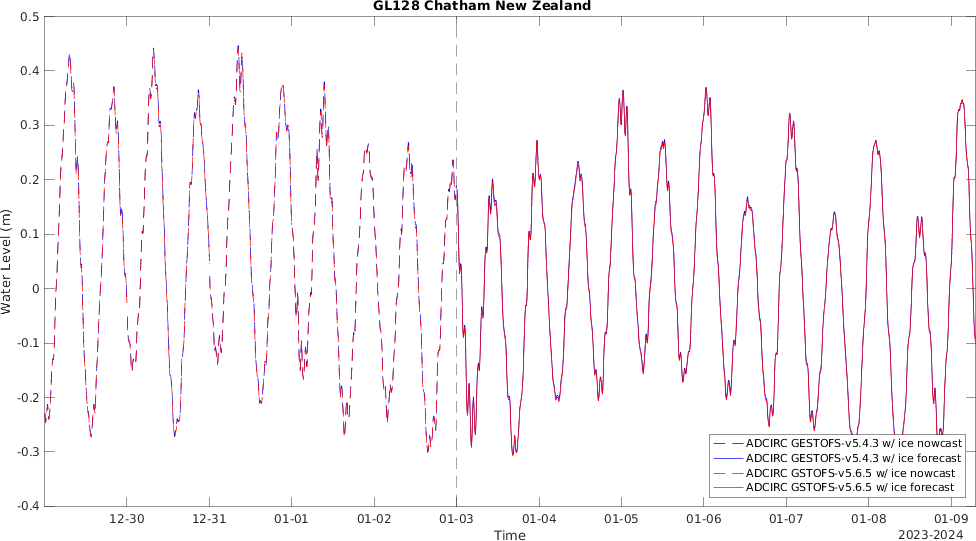 GL128 Chatham New Zealand
0.5
0.4
0.3
0.2
0.1
0
-0.1
-0.2
-0.3
-0.4
Water Level (m)
ADCIRC GESTOFS-v5.4.3 w/ ice nowcast
ADCIRC GESTOFS-v5.4.3 w/ ice forecast
ADCIRC GSTOFS-v5.6.5 w/ ice nowcast
ADCIRC GSTOFS-v5.6.5 w/ ice forecast
12-30 12-31 01-01 01-02 01-03 01-04 01-05 01-06 01-07 01-08 01-09
Time
2023-2024